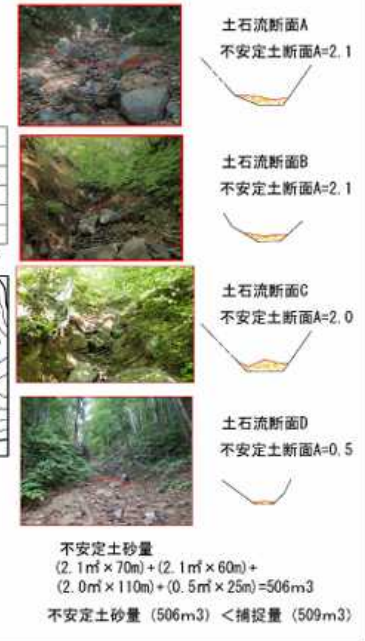 土石流断面A
不安定土断面A=2.1
土石流断面B
不安定土断面A=2.1
土石流断面C
不安定土断面A=2.0
土石流断面D
不安定土断面A=0.5
不安定土砂量
(2.1㎡×70m)+(2.1㎡×60m)+
(2.0㎡×110m)+(0.5㎡×25m)=506m3
不安定土砂量 (506m3) <捕捉量 (509m3)